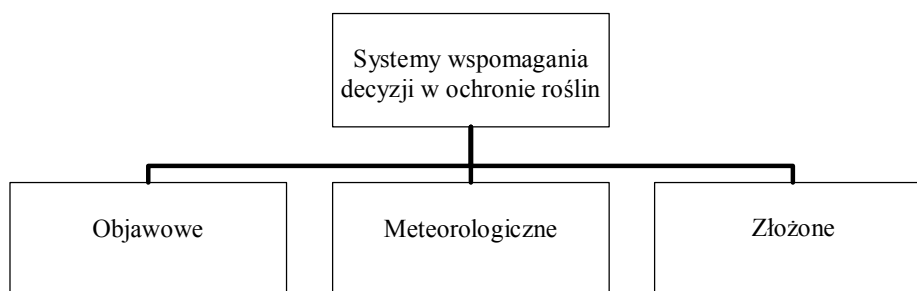 Systemy wspomagania
decyzji w ochronie roślin
Objawowe
Meteorologiczne
Złożone